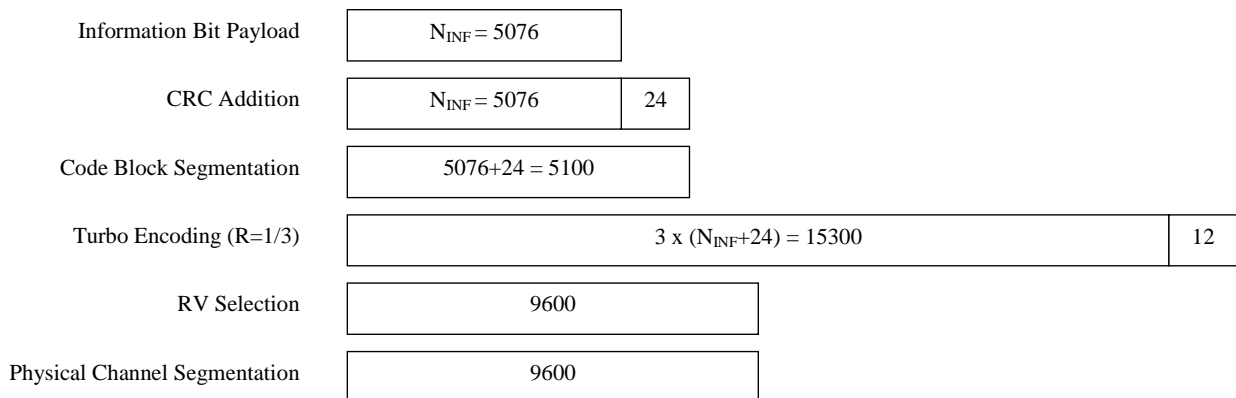 Information Bit Payload N_INF = 5076
CRC Addition N_INF = 5076 24
Code Block Segmentation 5076+24 = 5100
Turbo Encoding (R=1/3) 3 x (N_INF+24) = 15300 12
RV Selection 9600
Physical Channel Segmentation 9600